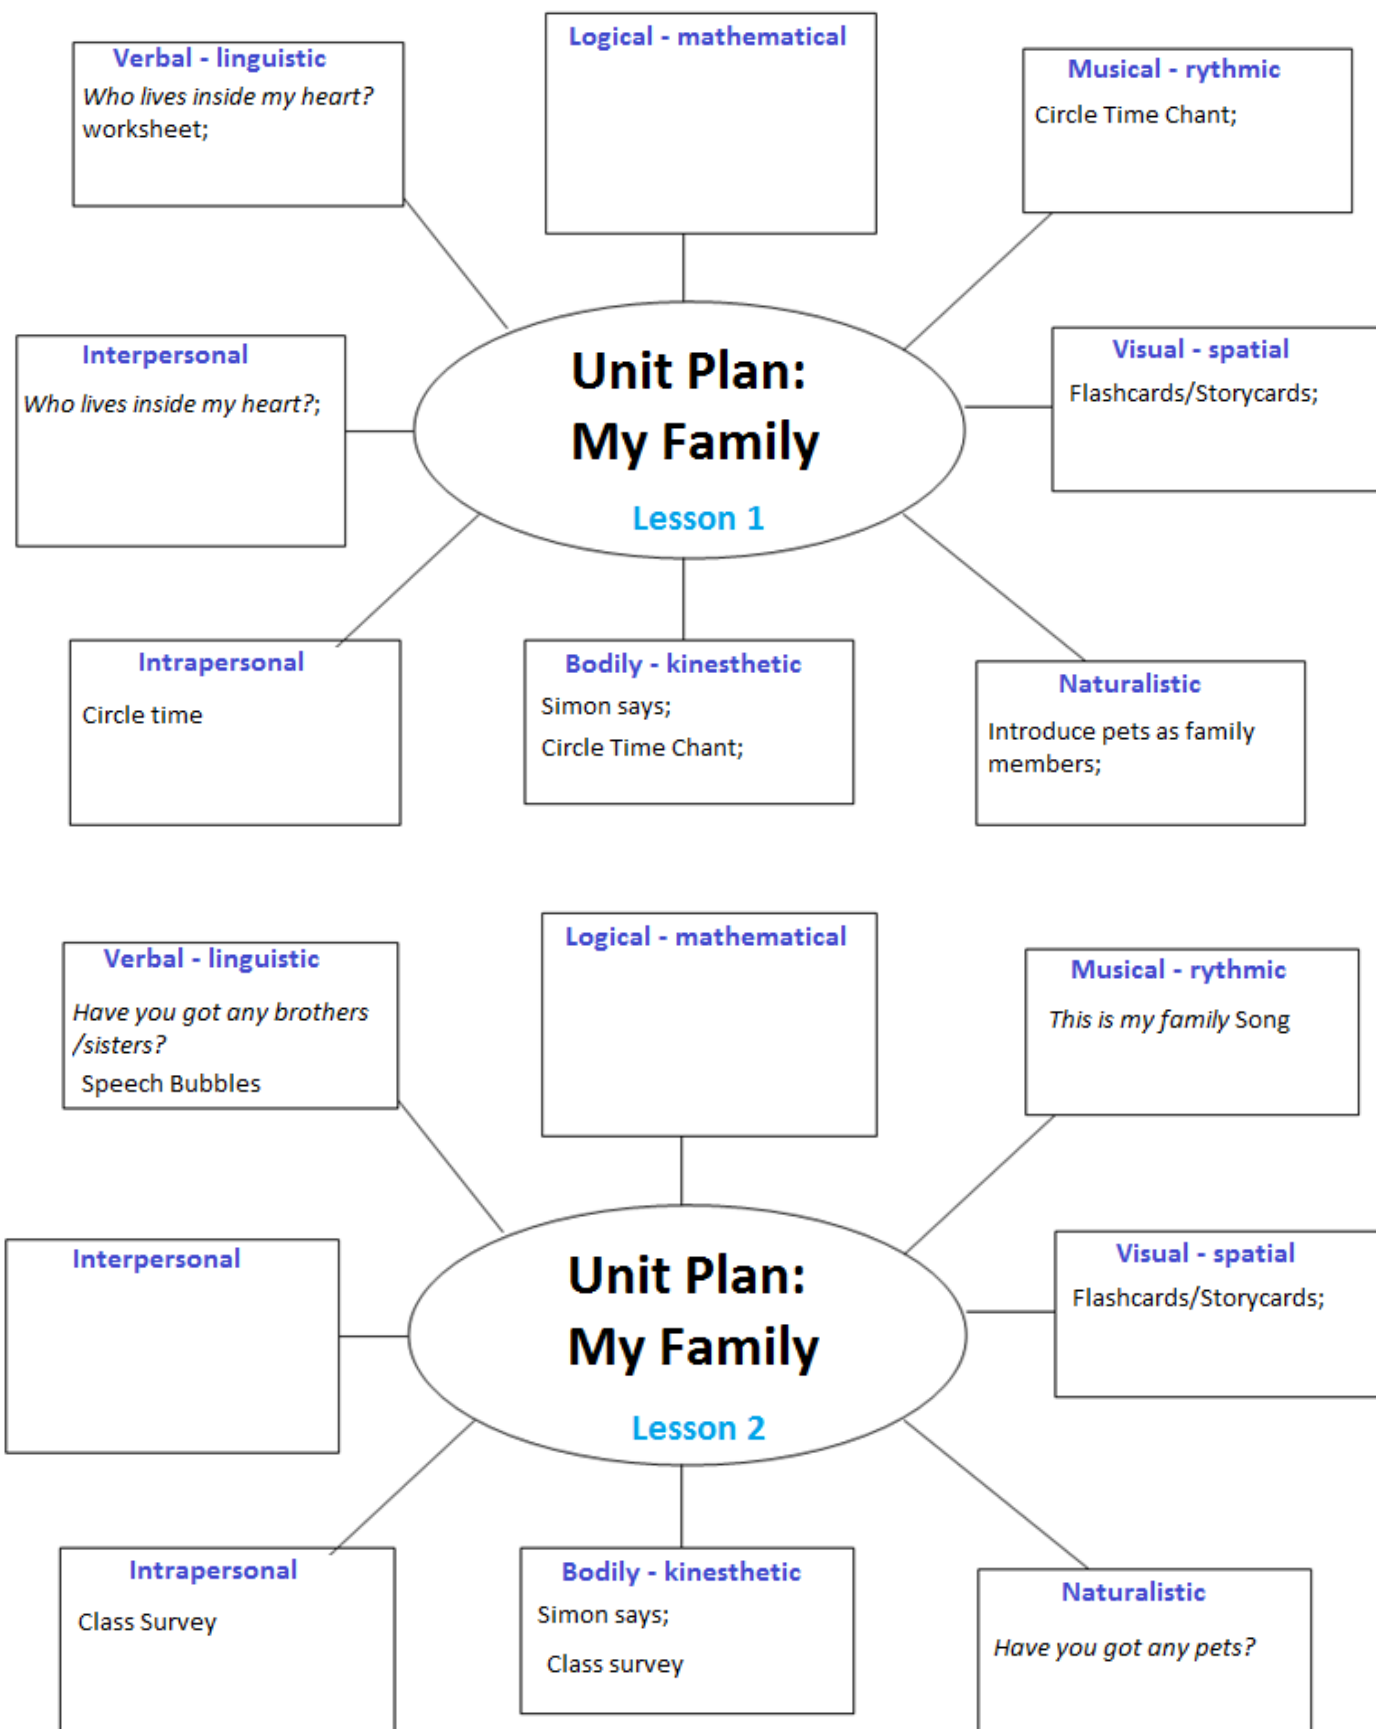 Verbal - linguistic
Who lives inside my heart?
worksheet;
Logical - mathematical
Musical - rythmic
Circle Time Chant;
Interpersonal
Who lives inside my heart?;
Unit Plan:
My Family
Lesson 1
Visual - spatial
Flashcards/Storycards;
Intrapersonal
Circle time
Bodily - kinesthetic
Simon says;
Circle Time Chant;
Naturalistic
Introduce pets as family
members;
Verbal - linguistic
Have you got any brothers
/sisters?
Speech Bubbles
Logical - mathematical
Musical - rythmic
This is my family Song
Interpersonal
Unit Plan:
My Family
Lesson 2
Visual - spatial
Flashcards/Storycards;
Intrapersonal
Class Survey
Bodily - kinesthetic
Simon says;
Class survey
Naturalistic
Have you got any pets?